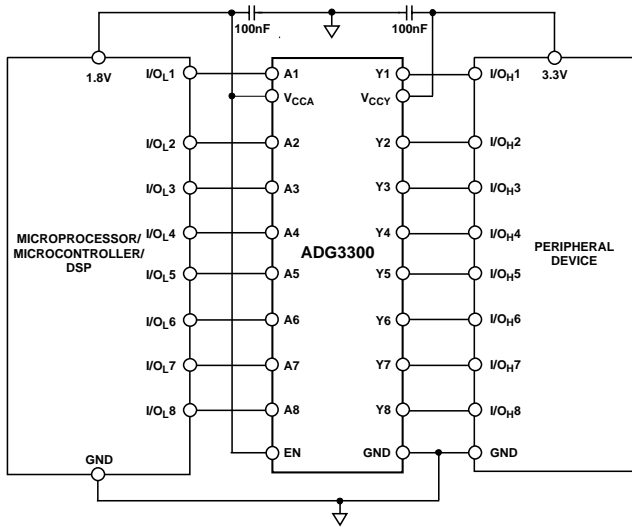 100nF 100nF
1.8V 3.3V
I/OL1 A1 Y1 I/OH1
VCCA VCCY
I/OL2 A2 Y2 I/OH2
I/OL3 A3 Y3 I/OH3
I/OL4 A4 Y4 I/OH4
MICROPROCESSOR/
MICROCONTROLLER/
DSP
ADG3300
PERIPHERAL
DEVICE
I/OL5 A5 Y5 I/OH5
I/OL6 A6 Y6 I/OH6
I/OL7 A7 Y7 I/OH7
I/OL8 A8 Y8 I/OH8
GND EN GND GND